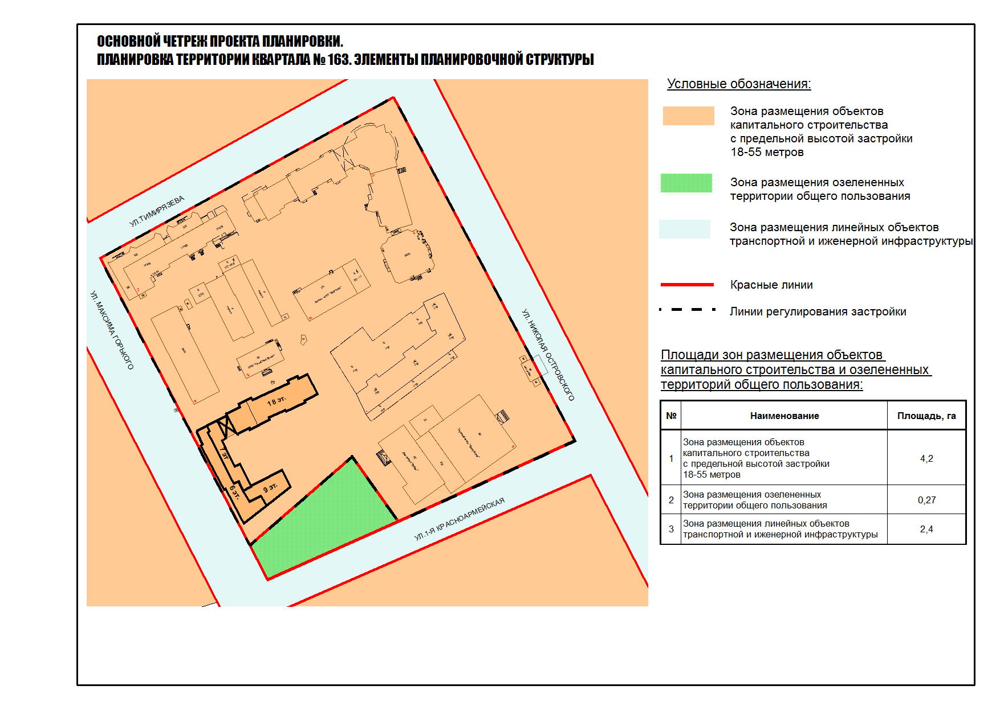 ОСНОВНОЙ ЧЕТРЕЖ ПРОЕКТА ПЛАНИРОВКИ.
ПЛАНИРОВКА ТЕРРИТОРИИ КВАРТАЛА № 163. ЭЛЕМЕНТЫ ПЛАНИРОВОЧНОЙ СТРУКТУРЫ
УЛ.ТИМИРЯЗЕВА
УЛ. МАКСИМА ГОРЬКОГО
УЛ. НИКОЛАЯ ОСТРОВСКОГО
УЛ.1-Я КРАСНОАРМЕЙСКАЯ
18 эт.
7 эт
6 эт.
9 эт.
Условные обозначения:
Зона размещения объектов
капитального строительства
с предельной высотой застройки
18-55 метров
Зона размещения озелененных
территории общего пользования
Зона размещения линейных объектов
транспортной и иженерной инфраструктуры
Красные линии
Линии регулирования застройки
Площади зон размещения объектов
капитального строительства и озелененных
территорий общего пользования:
№ Наименование Площадь, га
1 Зона размещения объектов
капитального строительства
с предельной высотой застройки
18-55 метров 4,2
2 Зона размещения озелененных
территории общего пользования 0,27
3 Зона размещения линейных объектов
транспортной и иженерной инфраструктуры 2,4